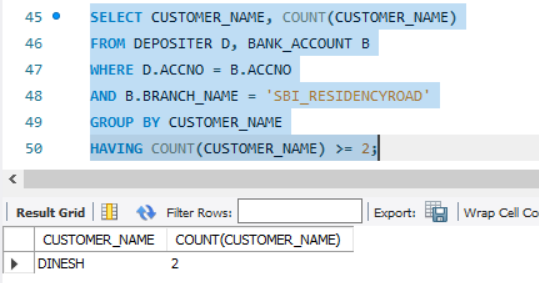 45 SELECT CUSTOMER_NAME, COUNT(CUSTOMER_NAME)
46 FROM DEPOSITER D, BANK_ACCOUNT B
47 WHERE D.ACCNO = B.ACCNO
48 AND B.BRANCH_NAME = 'SBI_RESIDENCYROAD'
49 GROUP BY CUSTOMER_NAME
50 HAVING COUNT(CUSTOMER_NAME) >= 2;
Result Grid Filter Rows: Export: Wrap Cell Co
CUSTOMER_NAME COUNT(CUSTOMER_NAME)
DINESH 2